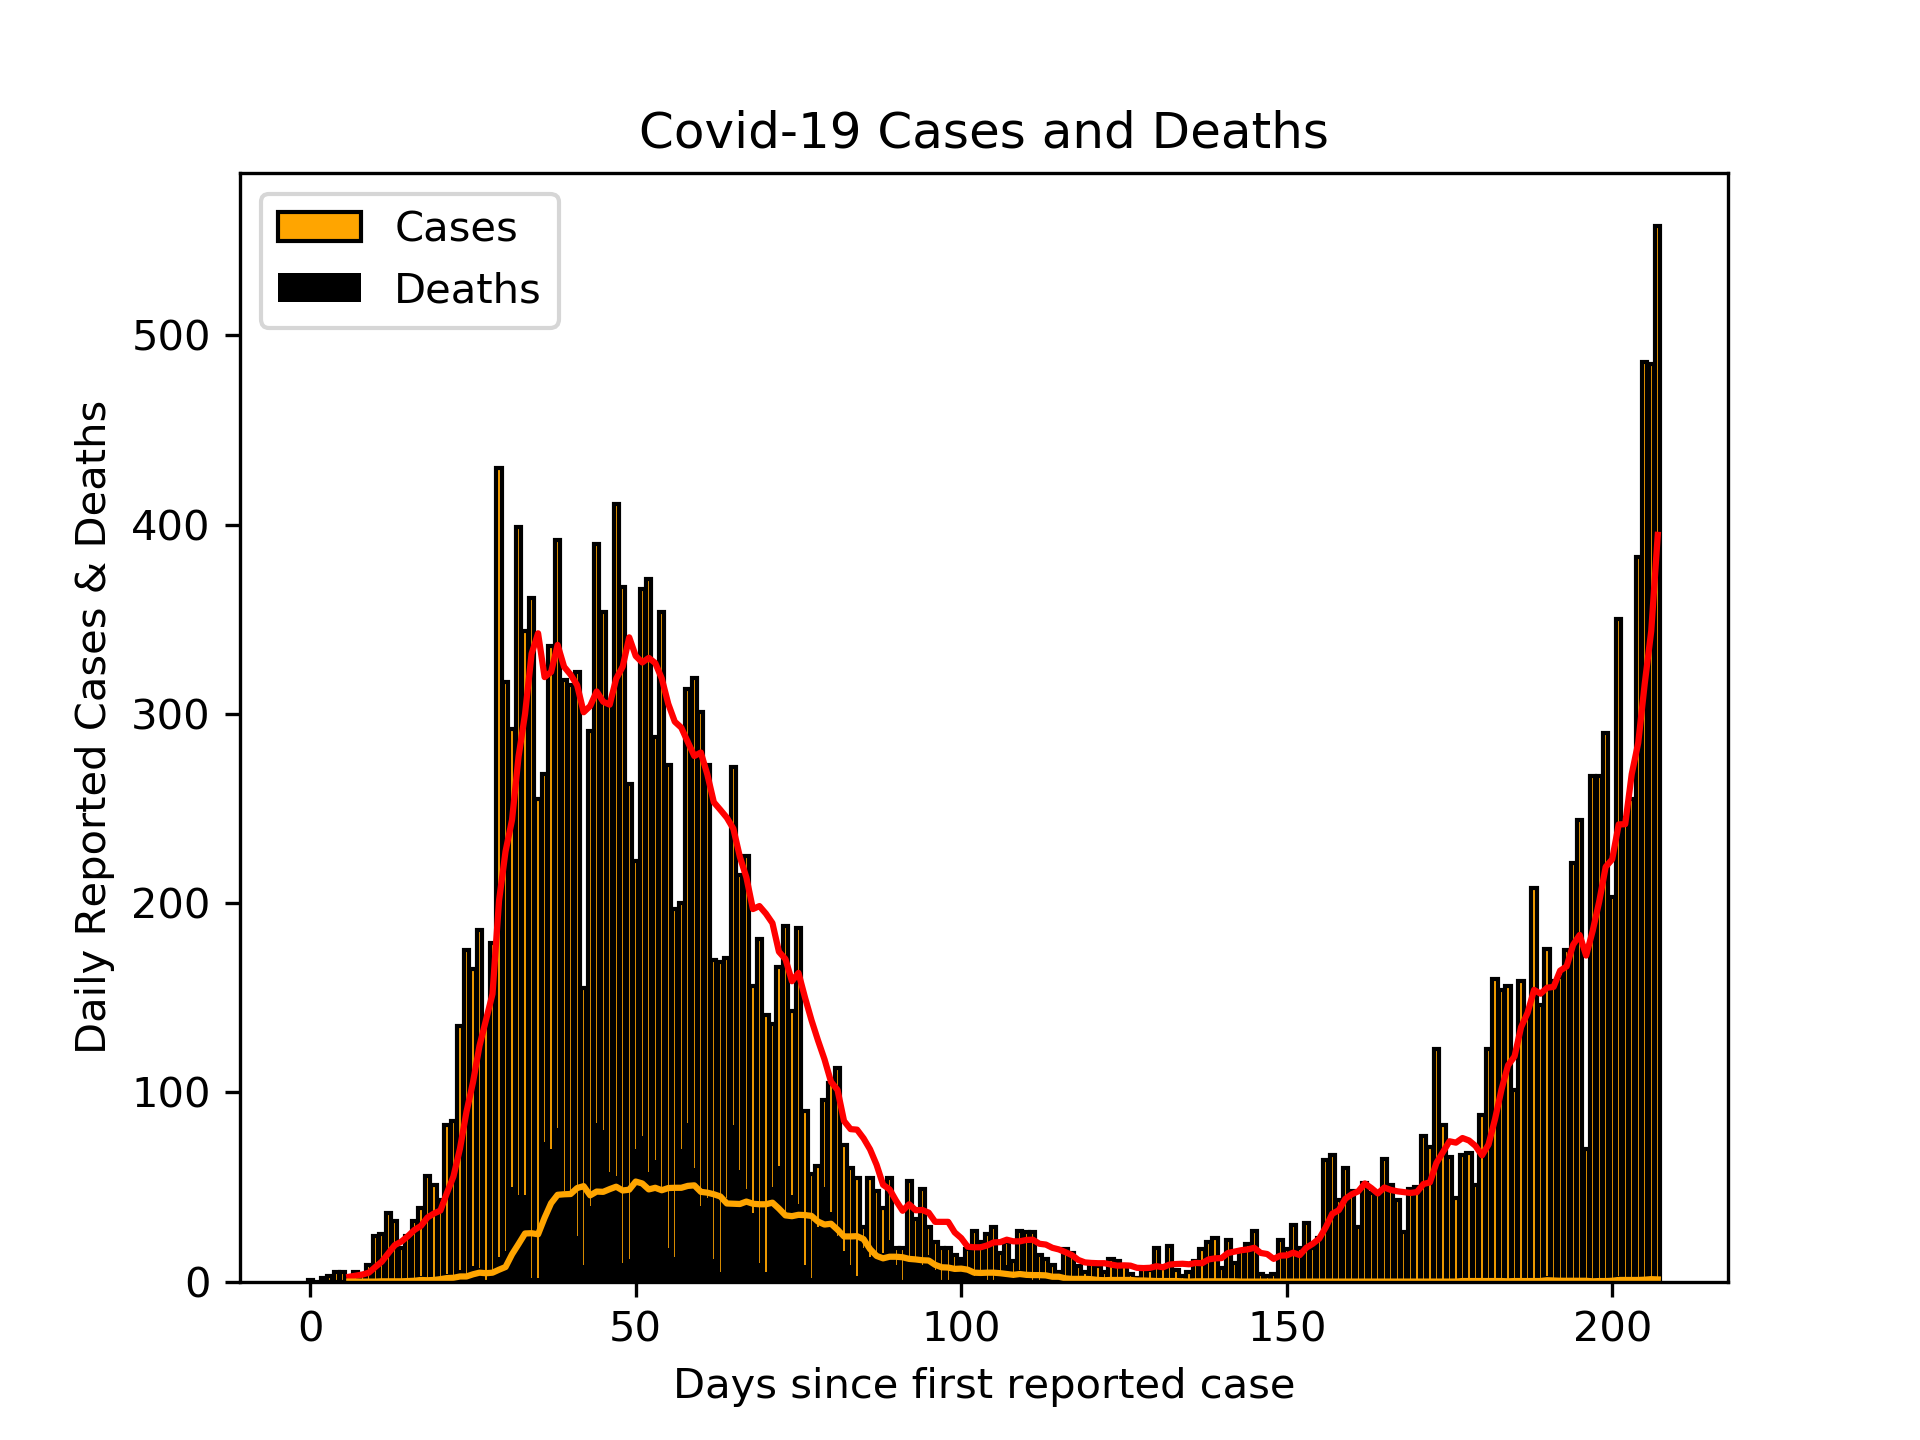 Covid-19 Cases and Deaths
Cases
Deaths
Daily Reported Cases & Deaths
500
400
300
200
100
0
0 50 100 150 200
Days since first reported case